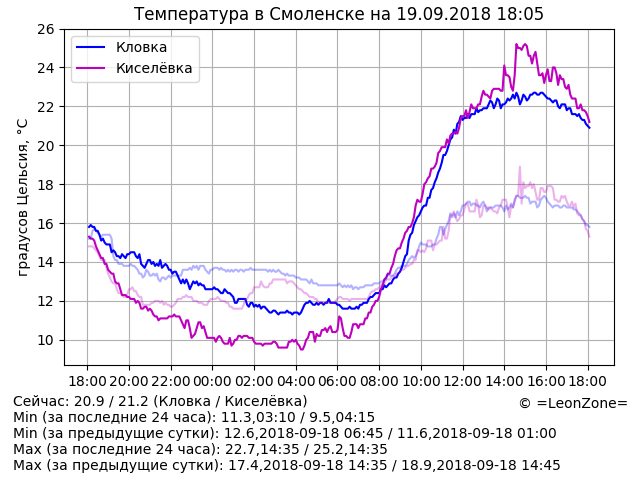 Температура в Смоленске на 19.09.2018 18:05
Кловка
Киселёвка
градусов Цельсия, °C
26
24
22
20
18
16
14
12
10
18:00 20:00 22:00 00:00 02:00 04:00 06:00 08:00 10:00 12:00 14:00 16:00 18:00
Сейчас: 20.9 / 21.2 (Кловка / Киселёвка)
© =LeonZone=
Min (за последние 24 часа): 11.3,03:10 / 9.5,04:15
Min (за предыдущие сутки): 12.6,2018-09-18 06:45 / 11.6,2018-09-18 01:00
Max (за последние 24 часа): 22.7,14:35 / 25.2,14:35
Max (за предыдущие сутки): 17.4,2018-09-18 14:35 / 18.9,2018-09-18 14:45